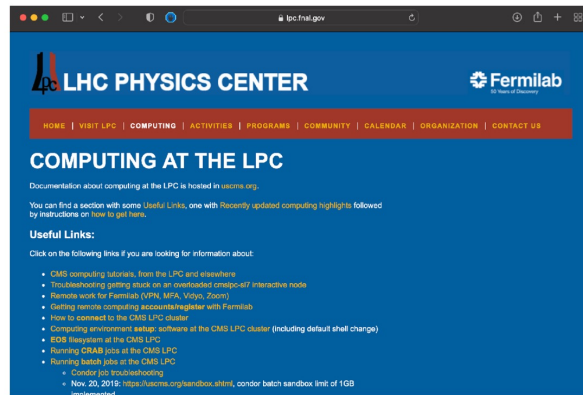 lpc.fnal.gov
lpc LHC PHYSICS CENTER
Fermilab
50 Years of Discovery
HOME | VISIT LPC | COMPUTING | ACTIVITIES | PROGRAMS | COMMUNITY | CALENDAR | ORGANIZATION | CONTACT US
COMPUTING AT THE LPC
Documentation about computing at the LPC is hosted in uscms.org.
You can find a section with some Useful Links, one with Recently updated computing highlights followed
by instructions on how to get here.
Useful Links:
Click on the following links if you are looking for information about:
• CMS computing tutorials, from the LPC and elsewhere
• Troubleshooting getting stuck on an overloaded cmslpc-sl7 interactive node
• Remote work for Fermilab (VPN, MFA, Vidyo, Zoom)
• Getting remote computing accounts/register with Fermilab
• How to connect to the CMS LPC cluster
• Computing environment setup: software at the CMS LPC cluster (including default shell change)
• EOS filesystem at the CMS LPC
• Running CRAB jobs at the CMS LPC
• Running batch jobs at the CMS LPC
◦ Condor job troubleshooting
◦ Nov. 20, 2019: https://uscms.org/sandbox.shtml, condor batch sandbox limit of 1GB
implemented